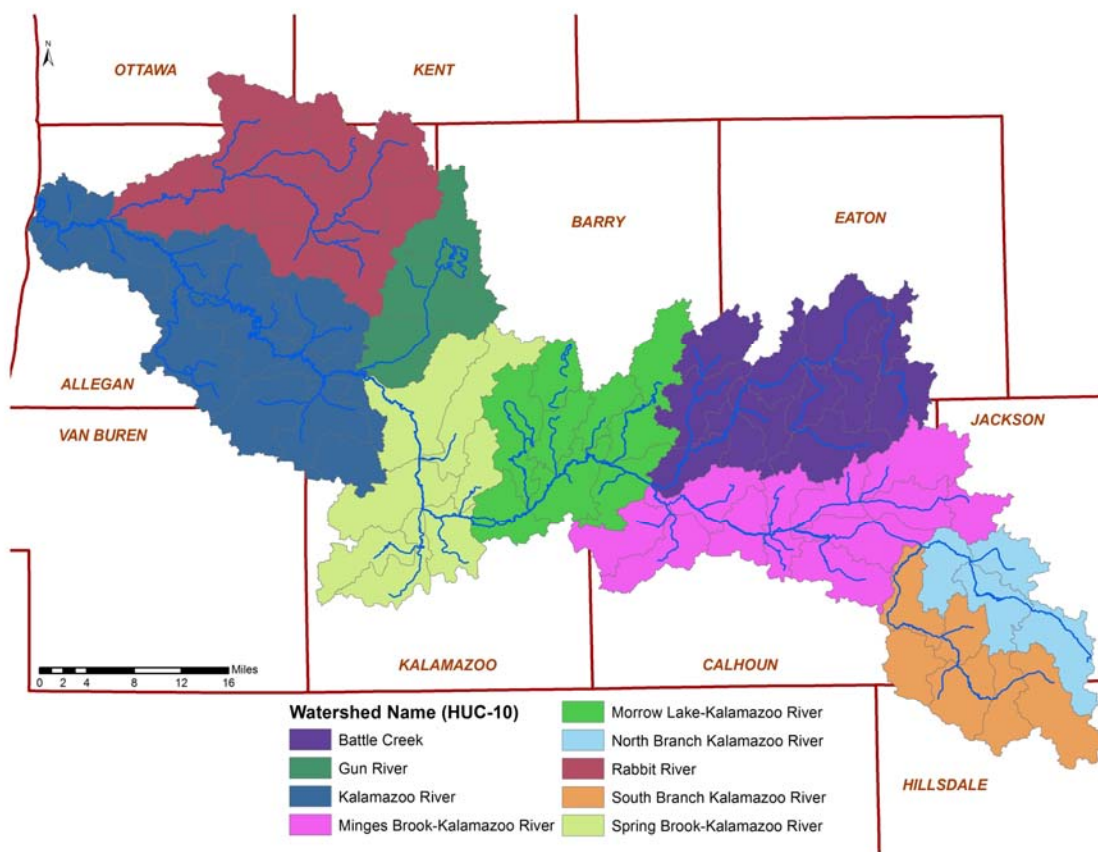 N
OTTAWA
KENT
BARRY
EATON
ALLEGAN
VAN BUREN
JACKSON
KALAMAZOO
CALHOUN
HILLSDALE
Miles
0 2 4 8 12 16
Watershed Name (HUC-10)
Battle Creek
Gun River
Kalamazoo River
Minges Brook-Kalamazoo River
Morrow Lake-Kalamazoo River
North Branch Kalamazoo River
Rabbit River
South Branch Kalamazoo River
Spring Brook-Kalamazoo River